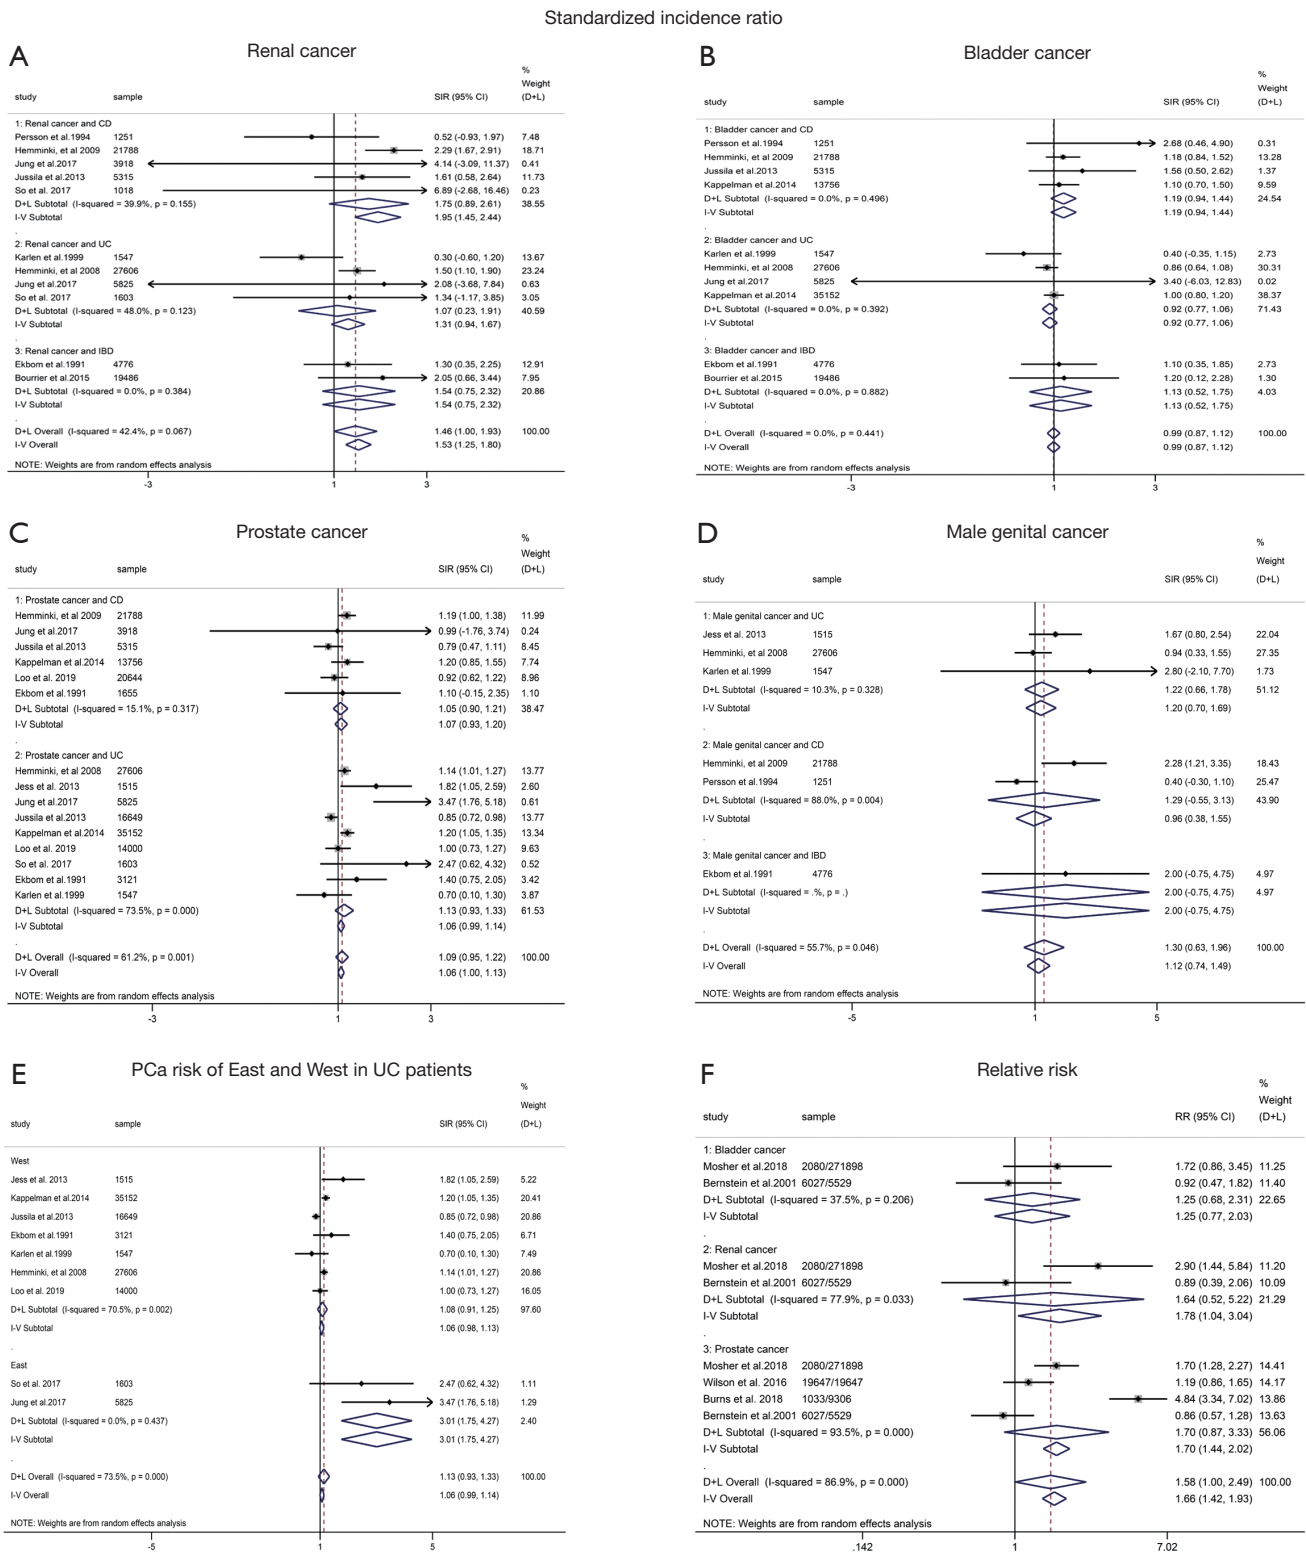 Standardized incidence ratio
A
Renal cancer
%
Weight
study sample SIR (95% CI) (D+L)
1: Renal cancer and CD
Persson et al.1994 1251 0.52 (-0.93, 1.97) 7.48
Hemminki, et al 2009 21788 2.29 (1.67, 2.91) 18.71
Jung et al.2017 3918 4.14 (-3.09, 11.37) 0.41
Jussila et al.2013 5315 1.61 (0.58, 2.64) 11.73
So et al. 2017 1018 6.89 (-2.68, 16.46) 0.23
D+L Subtotal (I-squared = 39.9%, p = 0.155) 1.75 (0.89, 2.61) 38.55
I-V Subtotal 1.95 (1.45, 2.44)
.
2: Renal cancer and UC
Karlen et al.1999 1547 0.30 (-0.60, 1.20) 13.67
Hemminki et al 2008 27606 1.50 (1.10, 1.90) 23.24
Jung et al.2017 5825 2.08 (-3.68, 7.84) 0.63
So et al. 2017 1603 1.34 (-1.17, 3.85) 3.05
D+L Subtotal (I-squared = 48.0%, p = 0.123) 1.07 (0.23, 1.91) 40.59
I-V Subtotal 1.31 (0.94, 1.67)
.
3: Renal cancer and IBD
Ekbom et al.1991 4776 1.30 (0.35, 2.25) 12.91
Bourrier et al.2015 19486 2.05 (0.66, 3.44) 7.95
D+L Subtotal (I-squared = 0.0%, p = 0.384) 1.54 (0.75, 2.32) 20.86
I-V Subtotal 1.54 (0.75, 2.32)
.
D+L Overall (I-squared = 42.4%, p = 0.067) 1.46 (1.00, 1.93) 100.00
I-V Overall 1.53 (1.25, 1.80)
NOTE: Weights are from random effects analysis
-3 1 3
B
Bladder cancer
%
Weight
study sample SIR (95% CI) (D+L)
1: Bladder cancer and CD
Persson et al.1994 1251 2.68 (0.46, 4.90) 0.31
Hemminki, et al 2009 21788 1.18 (0.84, 1.52) 13.28
Jussila et al.2013 5315 1.56 (0.50, 2.62) 1.37
Kappelman et al.2014 13756 1.10 (0.70, 1.50) 9.59
D+L Subtotal (I-squared = 0.0%, p = 0.496) 1.19 (0.94, 1.44) 24.54
I-V Subtotal 1.19 (0.94, 1.44)
.
2: Bladder cancer and UC
Karlen et al.1999 1547 0.40 (-0.35, 1.15) 2.73
Hemminki et al 2008 27606 0.86 (0.64, 1.08) 30.31
Jung et al.2017 5825 3.40 (-6.03, 12.83) 0.02
Kappelman et al.2014 35152 1.00 (0.80, 1.20) 38.37
D+L Subtotal (I-squared = 0.0%, p = 0.392) 0.92 (0.77, 1.06) 71.43
I-V Subtotal 0.92 (0.77, 1.06)
.
3: Bladder cancer and IBD
Ekbom et al.1991 4776 1.10 (0.35, 1.85) 2.73
Bourrier et al.2015 19486 1.20 (0.12, 2.28) 1.30
D+L Subtotal (I-squared = 0.0%, p = 0.882) 1.13 (0.52, 1.75) 4.03
I-V Subtotal 1.13 (0.52, 1.75)
.
D+L Overall (I-squared = 0.0%, p = 0.441) 0.99 (0.87, 1.12) 100.00
I-V Overall 0.99 (0.87, 1.12)
NOTE: Weights are from random effects analysis
-3 1 3
C
Prostate cancer
%
Weight
study sample SIR (95% CI) (D+L)
1: Prostate cancer and CD
Hemminki, et al 2009 21788 1.19 (1.00, 1.38) 11.99
Jung et al.2017 3918 0.99 (-1.76, 3.74) 0.24
Jussila et al.2013 5315 0.79 (0.47, 1.11) 8.45
Kappelman et al.2014 13756 1.20 (0.85, 1.55) 7.74
Loo et al. 2019 20644 0.92 (0.62, 1.22) 8.96
Ekbom et al.1991 1655 1.10 (-0.15, 2.35) 1.10
D+L Subtotal (I-squared = 15.1%, p = 0.317) 1.05 (0.90, 1.21) 38.47
I-V Subtotal 1.07 (0.93, 1.20)
.
2: Prostate cancer and UC
Hemminki, et al 2008 27606 1.14 (1.01, 1.27) 13.77
Jess et al. 2013 1515 1.82 (1.05, 2.59) 2.60
Jung et al.2017 5825 3.47 (1.76, 5.18) 0.61
Jussila et al.2013 16649 0.85 (0.72, 0.98) 13.77
Kappelman et al.2014 35152 1.20 (1.05, 1.35) 13.34
Loo et al. 2019 14000 1.00 (0.73, 1.27) 9.63
So et al. 2017 1603 2.47 (0.62, 4.32) 0.52
Ekbom et al.1991 3121 1.40 (0.75, 2.05) 3.42
Karlen et al.1999 1547 0.70 (0.10, 1.30) 3.87
D+L Subtotal (I-squared = 73.5%, p = 0.000) 1.13 (0.93, 1.33) 61.53
I-V Subtotal 1.06 (0.99, 1.14)
.
D+L Overall (I-squared = 61.2%, p = 0.001) 1.09 (0.95, 1.22) 100.00
I-V Overall 1.06 (1.00, 1.13)
NOTE: Weights are from random effects analysis
-3 1 3
D
Male genital cancer
%
Weight
study sample SIR (95% CI) (D+L)
1: Male genital cancer and UC
Jess et al. 2013 1515 1.67 (0.80, 2.54) 22.04
Hemminki et al 2008 27606 0.94 (0.33, 1.55) 27.35
Karlen et al.1999 1547 2.80 (-2.10, 7.70) 1.73
D+L Subtotal (I-squared = 10.3%, p = 0.328) 1.22 (0.66, 1.78) 51.12
I-V Subtotal 1.20 (0.70, 1.69)
.
2: Male genital cancer and CD
Hemminki et al 2009 21788 2.28 (1.21, 3.35) 18.43
Persson et al.1994 1251 0.40 (-0.30, 1.10) 25.47
D+L Subtotal (I-squared = 88.0%, p = 0.004) 1.29 (-0.55, 3.13) 43.90
I-V Subtotal 0.96 (0.38, 1.55)
.
3: Male genital cancer and IBD
Ekbom et al.1991 4776 2.00 (-0.75, 4.75) 4.97
D+L Subtotal (I-squared = .%, p = .) 2.00 (-0.75, 4.75) 4.97
I-V Subtotal 2.00 (-0.75, 4.75)
.
D+L Overall (I-squared = 55.7%, p = 0.046) 1.30 (0.63, 1.96) 100.00
I-V Overall 1.12 (0.74, 1.49)
NOTE: Weights are from random effects analysis
-5 1 5
E
PCa risk of East and West in UC patients
%
Weight
study sample SIR (95% CI) (D+L)
West
Jess et al. 2013 1515 1.82 (1.05, 2.59) 5.22
Kappelman et al.2014 35152 1.20 (1.05, 1.35) 20.41
Jussila et al.2013 16649 0.85 (0.72, 0.98) 20.86
Ekbom et al.1991 3121 1.40 (0.75, 2.05) 6.71
Karlen et al.1999 1547 0.70 (0.10, 1.30) 7.49
Hemminki, et al 2008 27606 1.14 (1.01, 1.27) 20.86
Loo et al. 2019 14000 1.00 (0.73, 1.27) 16.05
D+L Subtotal (I-squared = 70.5%, p = 0.002) 1.08 (0.91, 1.25) 97.60
I-V Subtotal 1.06 (0.98, 1.13)
.
East
So et al. 2017 1603 2.47 (0.62, 4.32) 1.11
Jung et al.2017 5825 3.47 (1.76, 5.18) 1.29
D+L Subtotal (I-squared = 0.0%, p = 0.437) 3.01 (1.75, 4.27) 2.40
I-V Subtotal 3.01 (1.75, 4.27)
.
D+L Overall (I-squared = 73.5%, p = 0.000) 1.13 (0.93, 1.33) 100.00
I-V Overall 1.06 (0.99, 1.14)
NOTE: Weights are from random effects analysis
-5 1 5
F
Relative risk
%
Weight
study sample RR (95% CI) (D+L)
1: Bladder cancer
Mosher et al.2018 2080/271898 1.72 (0.86, 3.45) 11.25
Bernstein et al.2001 6027/5529 0.92 (0.47, 1.82) 11.40
D+L Subtotal (I-squared = 37.5%, p = 0.206) 1.25 (0.68, 2.31) 22.65
I-V Subtotal 1.25 (0.77, 2.03)
.
2: Renal cancer
Mosher et al.2018 2080/271898 2.90 (1.44, 5.84) 11.20
Bernstein et al.2001 6027/5529 0.89 (0.39, 2.06) 10.09
D+L Subtotal (I-squared = 77.9%, p = 0.033) 1.64 (0.52, 5.22) 21.29
I-V Subtotal 1.78 (1.04, 3.04)
.
3: Prostate cancer
Mosher et al.2018 2080/271898 1.70 (1.28, 2.27) 14.41
Wilson et al. 2016 19647/19647 1.19 (0.86, 1.65) 14.17
Burns et al. 2018 1033/9306 4.84 (3.34, 7.02) 13.86
Bernstein et al.2001 6027/5529 0.86 (0.57, 1.28) 13.63
D+L Subtotal (I-squared = 93.5%, p = 0.000) 1.70 (0.87, 3.33) 56.06
I-V Subtotal 1.70 (1.44, 2.02)
.
D+L Overall (I-squared = 86.9%, p = 0.000) 1.58 (1.00, 2.49) 100.00
I-V Overall 1.66 (1.42, 1.93)
NOTE: Weights are from random effects analysis
.142 1 7.02